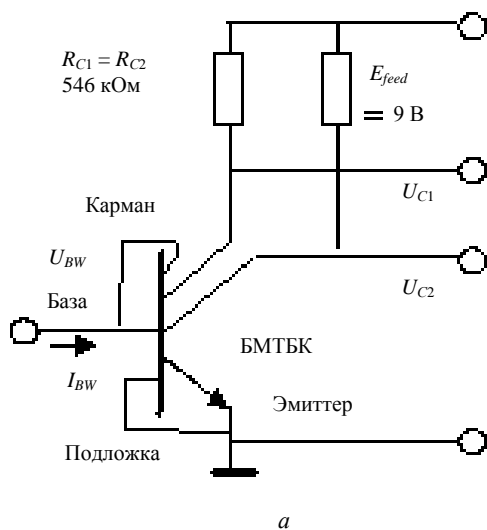 R_C1 = R_C2
546 кОм
E_feed
= 9 В
U_C1
Карман
U_BW
U_C2
База
БМТБК
I_BW
Эмиттер
Подложка
а